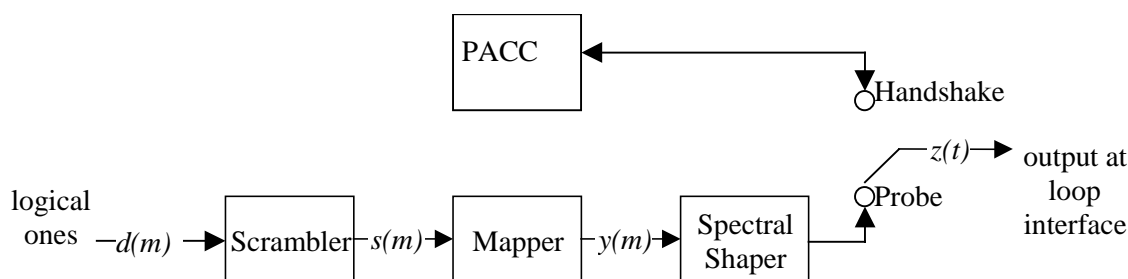 PACC
Handshake
z(t)
output at
loop
interface
Probe
logical
ones
d(m)
Scrambler
s(m)
Mapper
y(m)
Spectral
Shaper